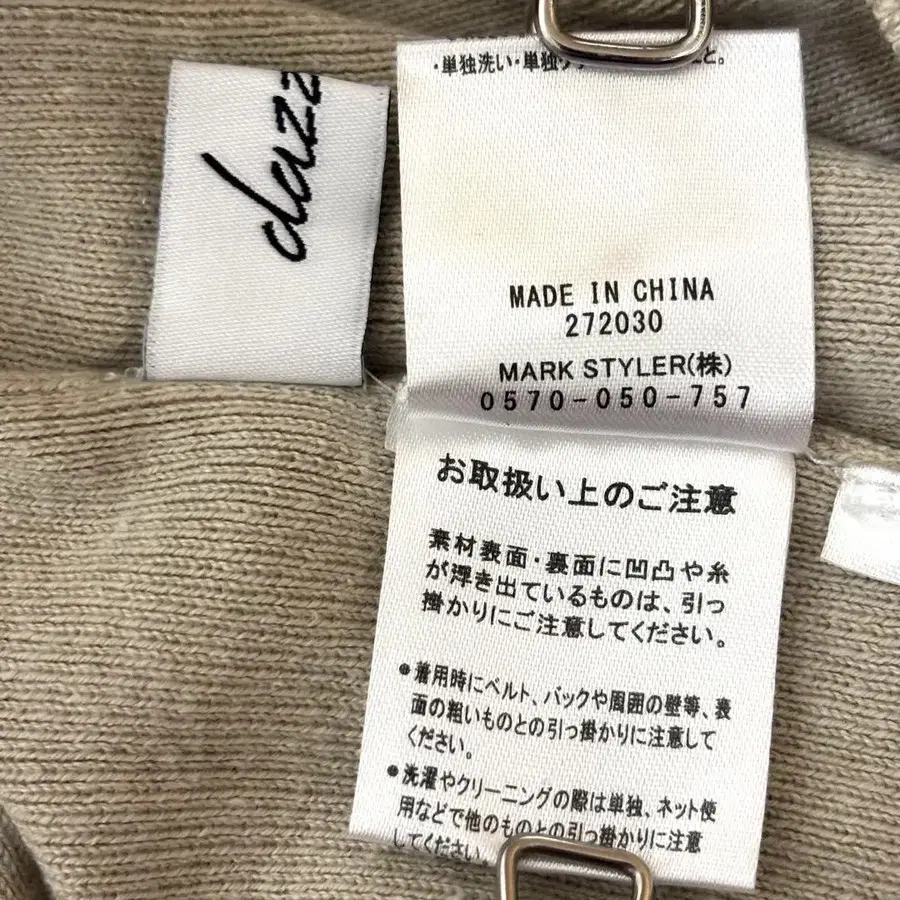 dazz
・単独洗い・単独
と。
MADE IN CHINA
272030
MARK STYLER(株)
0570-050-757
お取扱い上のご注意
素材表面・裏面に凹凸や糸
が浮き出ているものは、引っ
掛かりにご注意してください。
●着用時にベルト、バックや周囲の壁等、表
面の粗いものとの引っ掛かりに注意して
ください。
●洗濯やクリーニングの際は単独、ネット使
用などで他のものとの引っ掛かりに注意
してください。